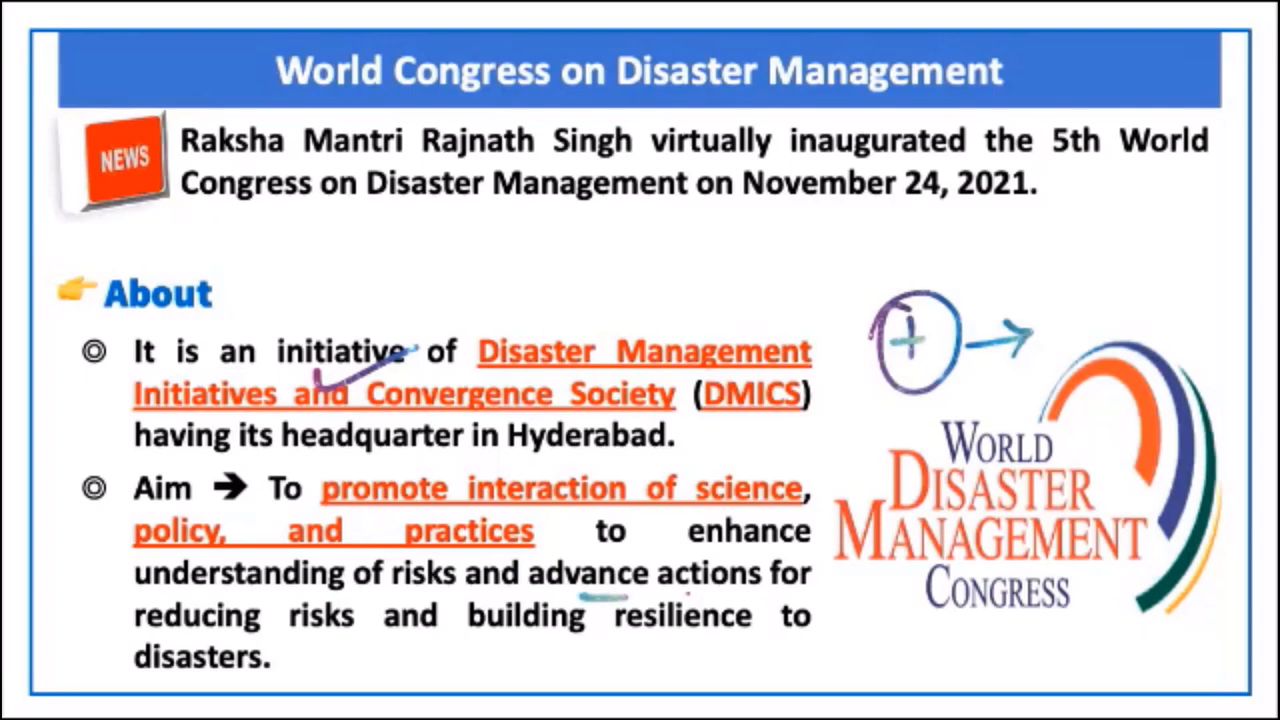 World Congress on Disaster Management
NEWS
Raksha Mantri Rajnath Singh virtually inaugurated the 5th World
Congress on Disaster Management on November 24, 2021.
About
It is an initiative of Disaster Management
Initiatives and Convergence Society (DMICS)
having its headquarter in Hyderabad.
Aim ➔ To promote interaction of science,
policy, and practices to enhance
understanding of risks and advance actions for
reducing risks and building resilience to
disasters.
+ →
WORLD
DISASTER
MANAGEMENT
CONGRESS